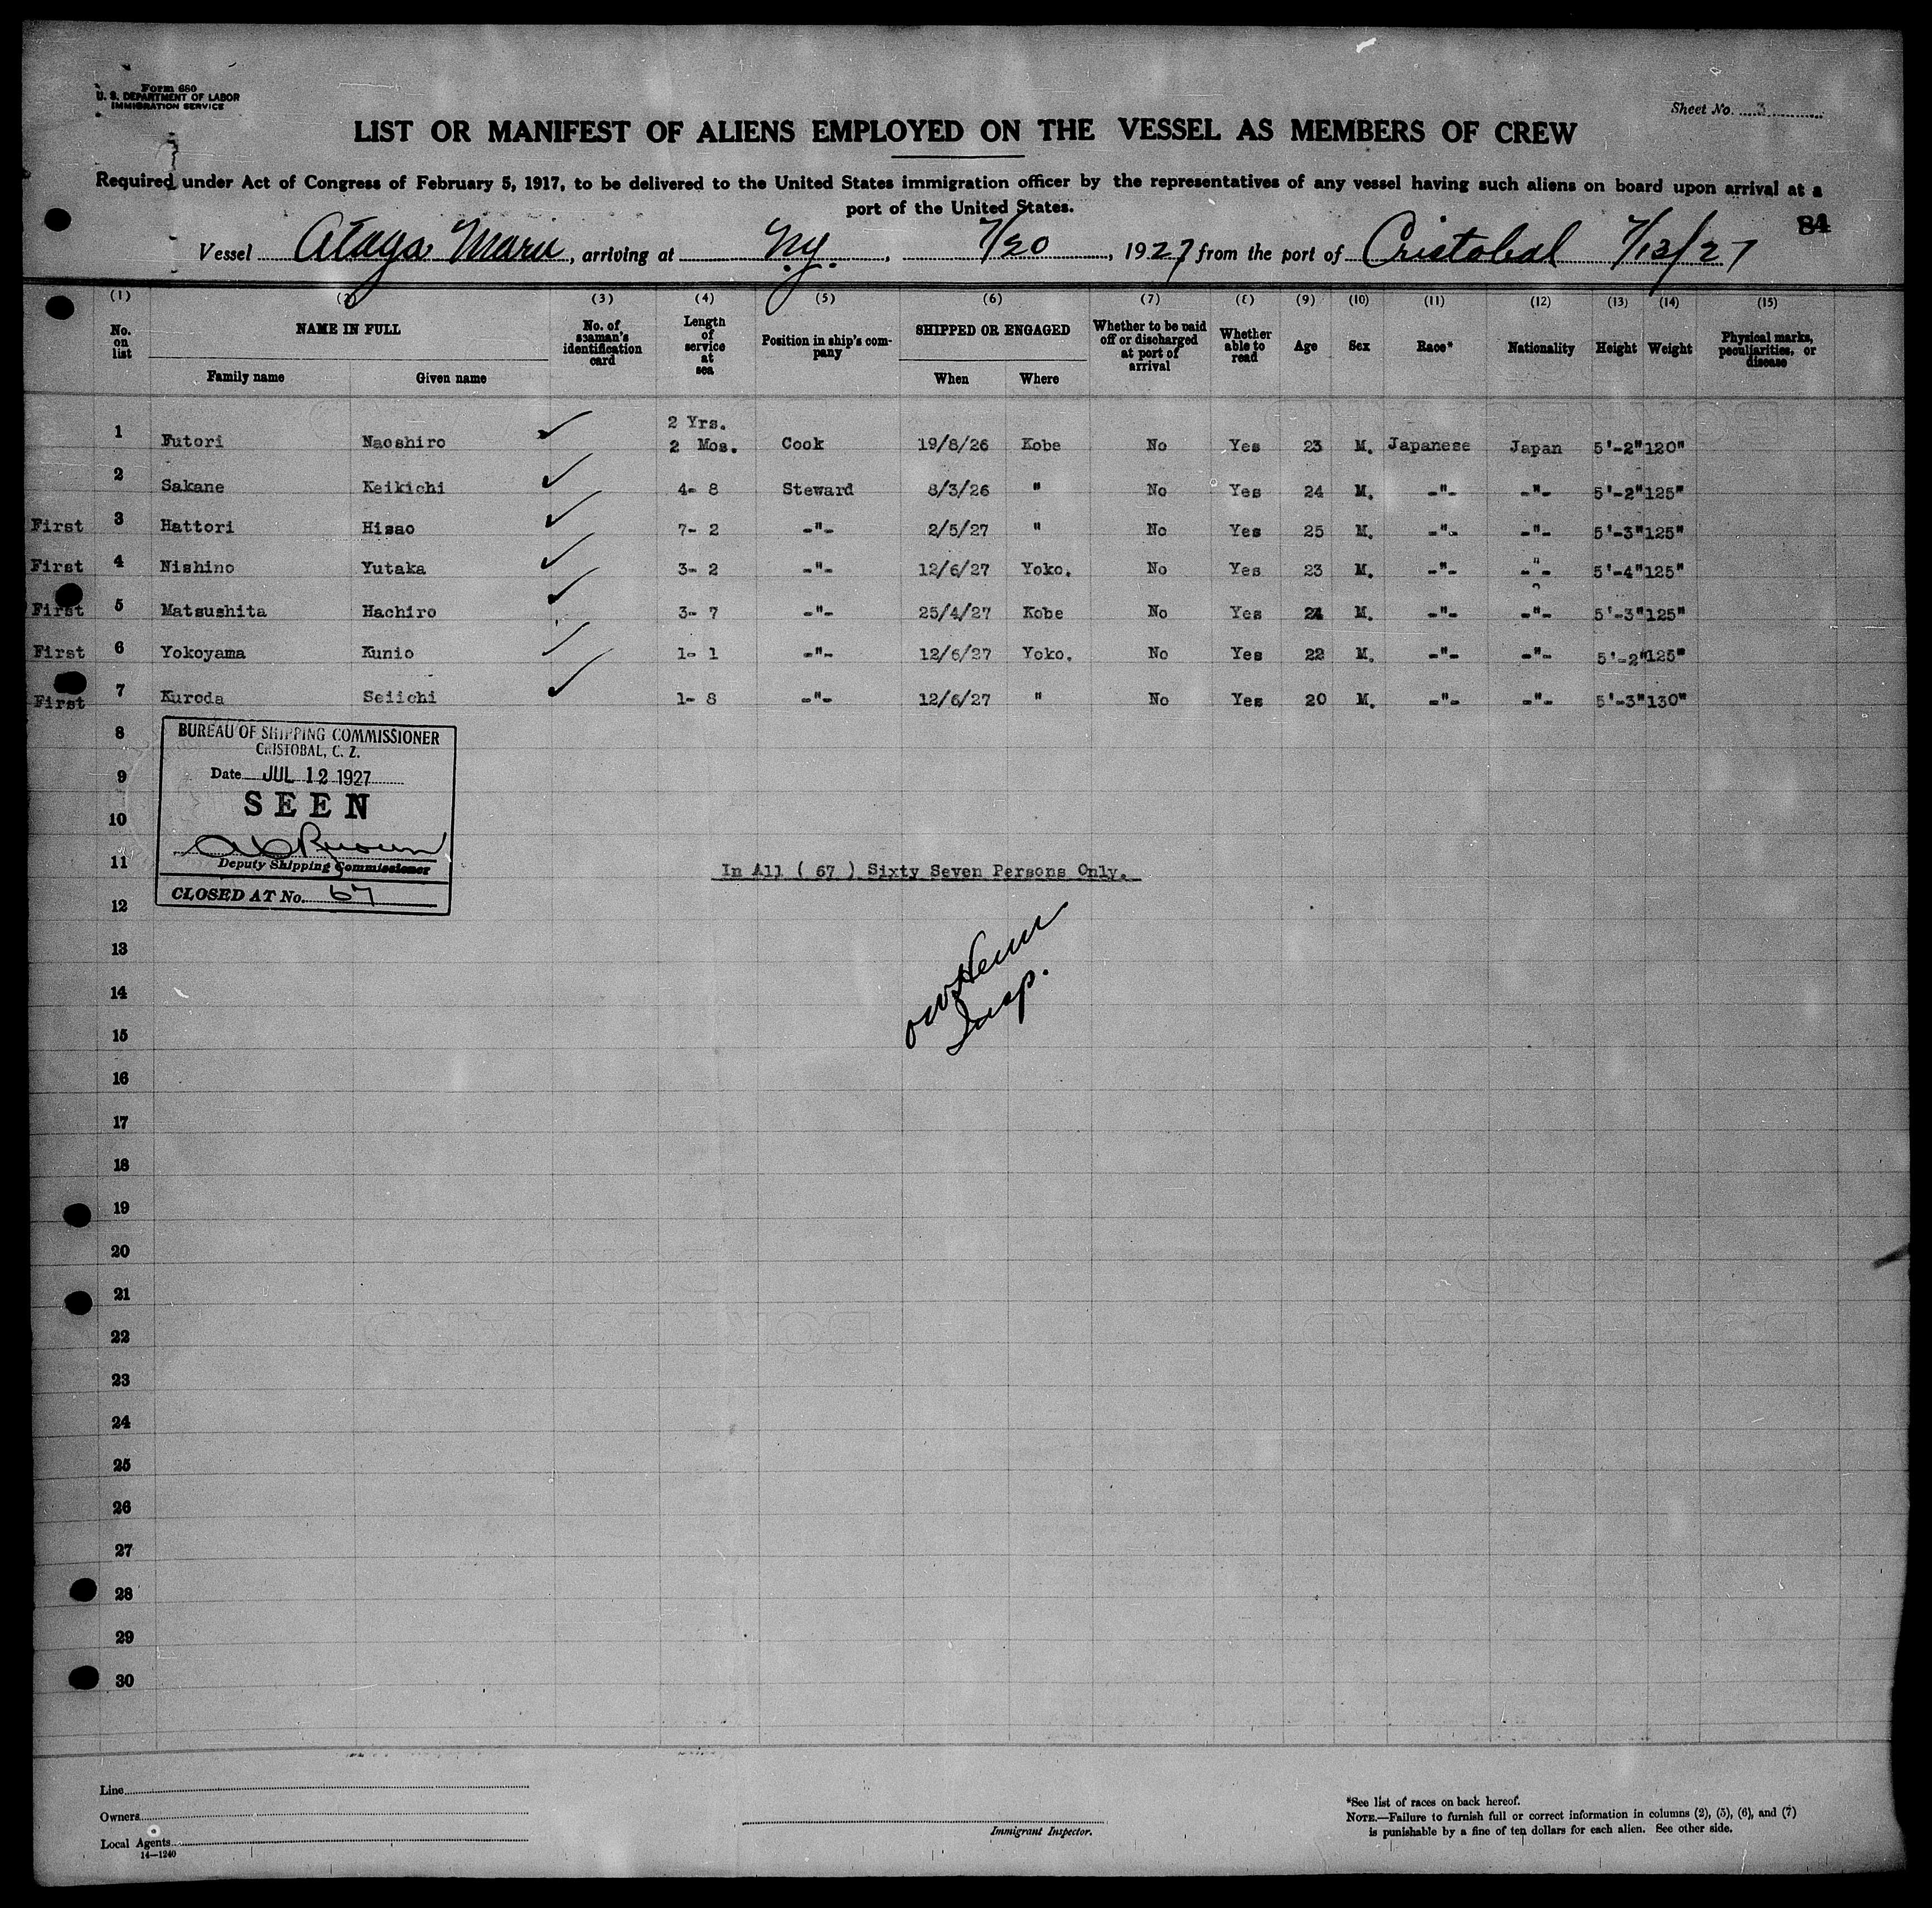 Form 680
U. S. DEPARTMENT OF LABOR
IMMIGRATION SERVICE
Sheet No. 3
LIST OR MANIFEST OF ALIENS EMPLOYED ON THE VESSEL AS MEMBERS OF CREW
Required under Act of Congress of February 5, 1917, to be delivered to the United States immigration officer by the representatives of any vessel having such aliens on board upon arrival at a
port of the United States.
84
Vessel Atago Maru, arriving at N.Y., 7/20, 1927 from the port of Cristobal 7/12/27
(1) (2) (3) (4) (5) (6) (7) (8) (9) (10) (11) (12) (13) (14) (15)
No. on list NAME IN FULL Family name Given name No. of seaman's identification card Length of service at sea Position in ship's company SHIPPED OR ENGAGED When Where Whether to be paid off or discharged at port of arrival Whether able to read Age Sex Race* Nationality Height Weight Physical marks, peculiarities, or disease
1 Futori Naoshiro 2 Yrs. 2 Mos. Cook 19/8/26 Kobe No Yes 23 M. Japanese Japan 5'-2" 120"
2 Sakane Keikichi 4- 8 Steward 8/3/26 " No Yes 24 M. -"- -"- 5'-2" 125"
First 3 Hattori Hisao 7- 2 -"- 2/5/27 " No Yes 25 M. -"- -"- 5'-3" 125"
First 4 Nishino Yutaka 3- 2 -"- 12/6/27 Yoko. No Yes 23 M. -"- -"- 5'-4" 125"
First 5 Matsushita Hachiro 3- 7 -"- 25/4/27 Kobe No Yes 24 M. -"- -"- 5'-3" 125"
First 6 Yokoyama Kunio 1- 1 -"- 12/6/27 Yoko. No Yes 22 M. -"- -"- 5'-2" 125"
First 7 Kuroda Seiichi 1- 8 -"- 12/6/27 " No Yes 20 M. -"- -"- 5'-3" 130"
8
BUREAU OF SHIPPING COMMISSIONER
CRISTOBAL, C. Z.
9
Date JUL 12 1927
SEEN
10
11
Deputy Shipping Commissioner
In All ( 67 ) Sixty Seven Persons Only.
CLOSED AT No. 67
12
13
14
Insp.
15
16
17
18
19
20
21
22
23
24
25
26
27
28
29
30
Line
Owners
Local Agents
14—1240
Immigrant Inspector.
*See list of races on back hereof.
NOTE.—Failure to furnish full or correct information in columns (2), (5), (6), and (7)
is punishable by a fine of ten dollars for each alien. See other side.